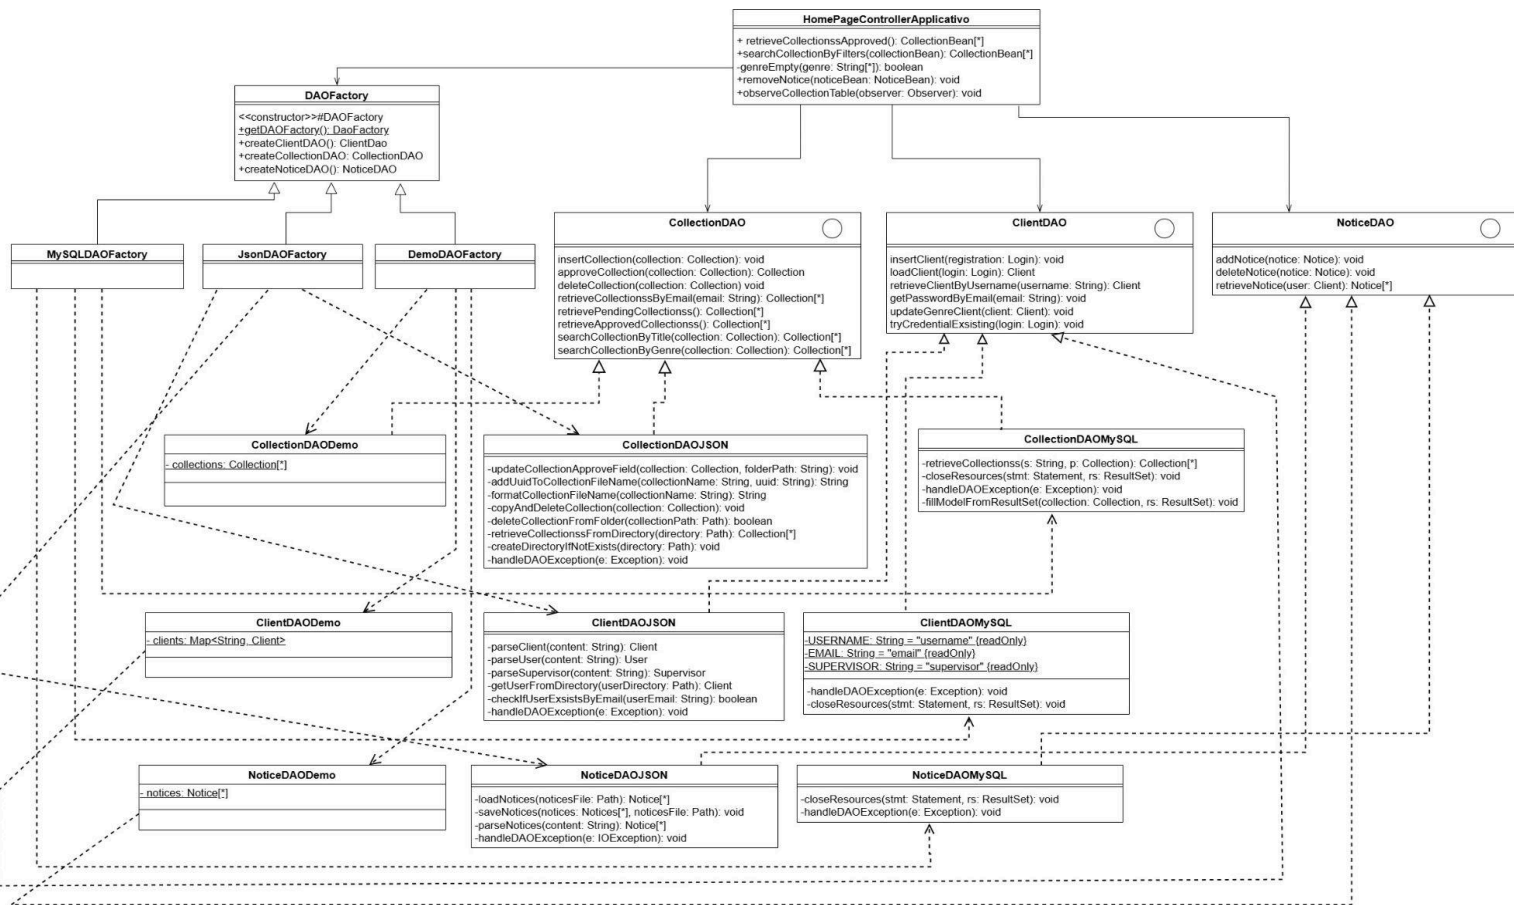 HomePageControllerApplicativo
+ retrieveCollectionssApproved(): CollectionBean[*]
+searchCollectionByFilters(collectionBean): CollectionBean[*]
-genreEmpty(genre: String[*]): boolean
+removeNotice(noticeBean: NoticeBean): void
+observeCollectionTable(observer: Observer): void
DAOFactory
<<constructor>>#DAOFactory
+getDAOFactory(): DaoFactory
+createClientDAO(): ClientDao
+createCollectionDAO: CollectionDAO
+createNoticeDAO(): NoticeDAO
MySQLDAOFactory
JsonDAOFactory
DemoDAOFactory
CollectionDAO
insertCollection(collection: Collection): void
approveCollection(collection: Collection): Collection
deleteCollection(collection: Collection) void
retrieveCollectionssByEmail(email: String): Collection[*]
retrievePendingCollectionss(): Collection[*]
retrieveApprovedCollectionss(): Collection[*]
searchCollectionByTitle(collection: Collection): Collection[*]
searchCollectionByGenre(collection: Collection): Collection[*]
ClientDAO
insertClient(registration: Login): void
loadClient(login: Login): Client
retrieveClientByUsername(username: String): Client
getPasswordByEmail(email: String): void
updateGenreClient(client: Client): void
tryCredentialExsisting(login: Login): void
NoticeDAO
addNotice(notice: Notice): void
deleteNotice(notice: Notice): void
retrieveNotice(user: Client): Notice[*]
CollectionDAODemo
- collections: Collection[*]
CollectionDAOJSON
-updateCollectionApproveField(collection: Collection, folderPath: String): void
-addUuidToCollectionFileName(collectionName: String, uuid: String): String
-formatCollectionFileName(collectionName: String): String
-copyAndDeleteCollection(collection: Collection): void
-deleteCollectionFromFolder(collectionPath: Path): boolean
-retrieveCollectionssFromDirectory(directory: Path): Collection[*]
-createDirectoryIfNotExists(directory: Path): void
-handleDAOException(e: Exception): void
CollectionDAOMySQL
-retrieveCollectionss(s: String, p: Collection): Collection[*]
-closeResources(stmt: Statement, rs: ResultSet): void
-handleDAOException(e: Exception): void
-fillModelFromResultSet(collection: Collection, rs: ResultSet): void
ClientDAODemo
- clients: Map<String, Client>
ClientDAOJSON
-parseClient(content: String): Client
-parseUser(content: String): User
-parseSupervisor(content: String): Supervisor
-getUserFromDirectory(userDirectory: Path): Client
-checkIfUserExsistsByEmail(userEmail: String): boolean
-handleDAOException(e: Exception): void
ClientDAOMySQL
-USERNAME: String = "username" {readOnly}
-EMAIL: String = "email" {readOnly}
-SUPERVISOR: String = "supervisor" {readOnly}
-handleDAOException(e: Exception): void
-closeResources(stmt: Statement, rs: ResultSet): void
NoticeDAODemo
- notices: Notice[*]
NoticeDAOJSON
-loadNotices(noticesFile: Path): Notice[*]
-saveNotices(notices: Notices[*], noticesFile: Path): void
-parseNotices(content: String): Notice[*]
-handleDAOException(e: IOException): void
NoticeDAOMySQL
-closeResources(stmt: Statement, rs: ResultSet): void
-handleDAOException(e: Exception): void